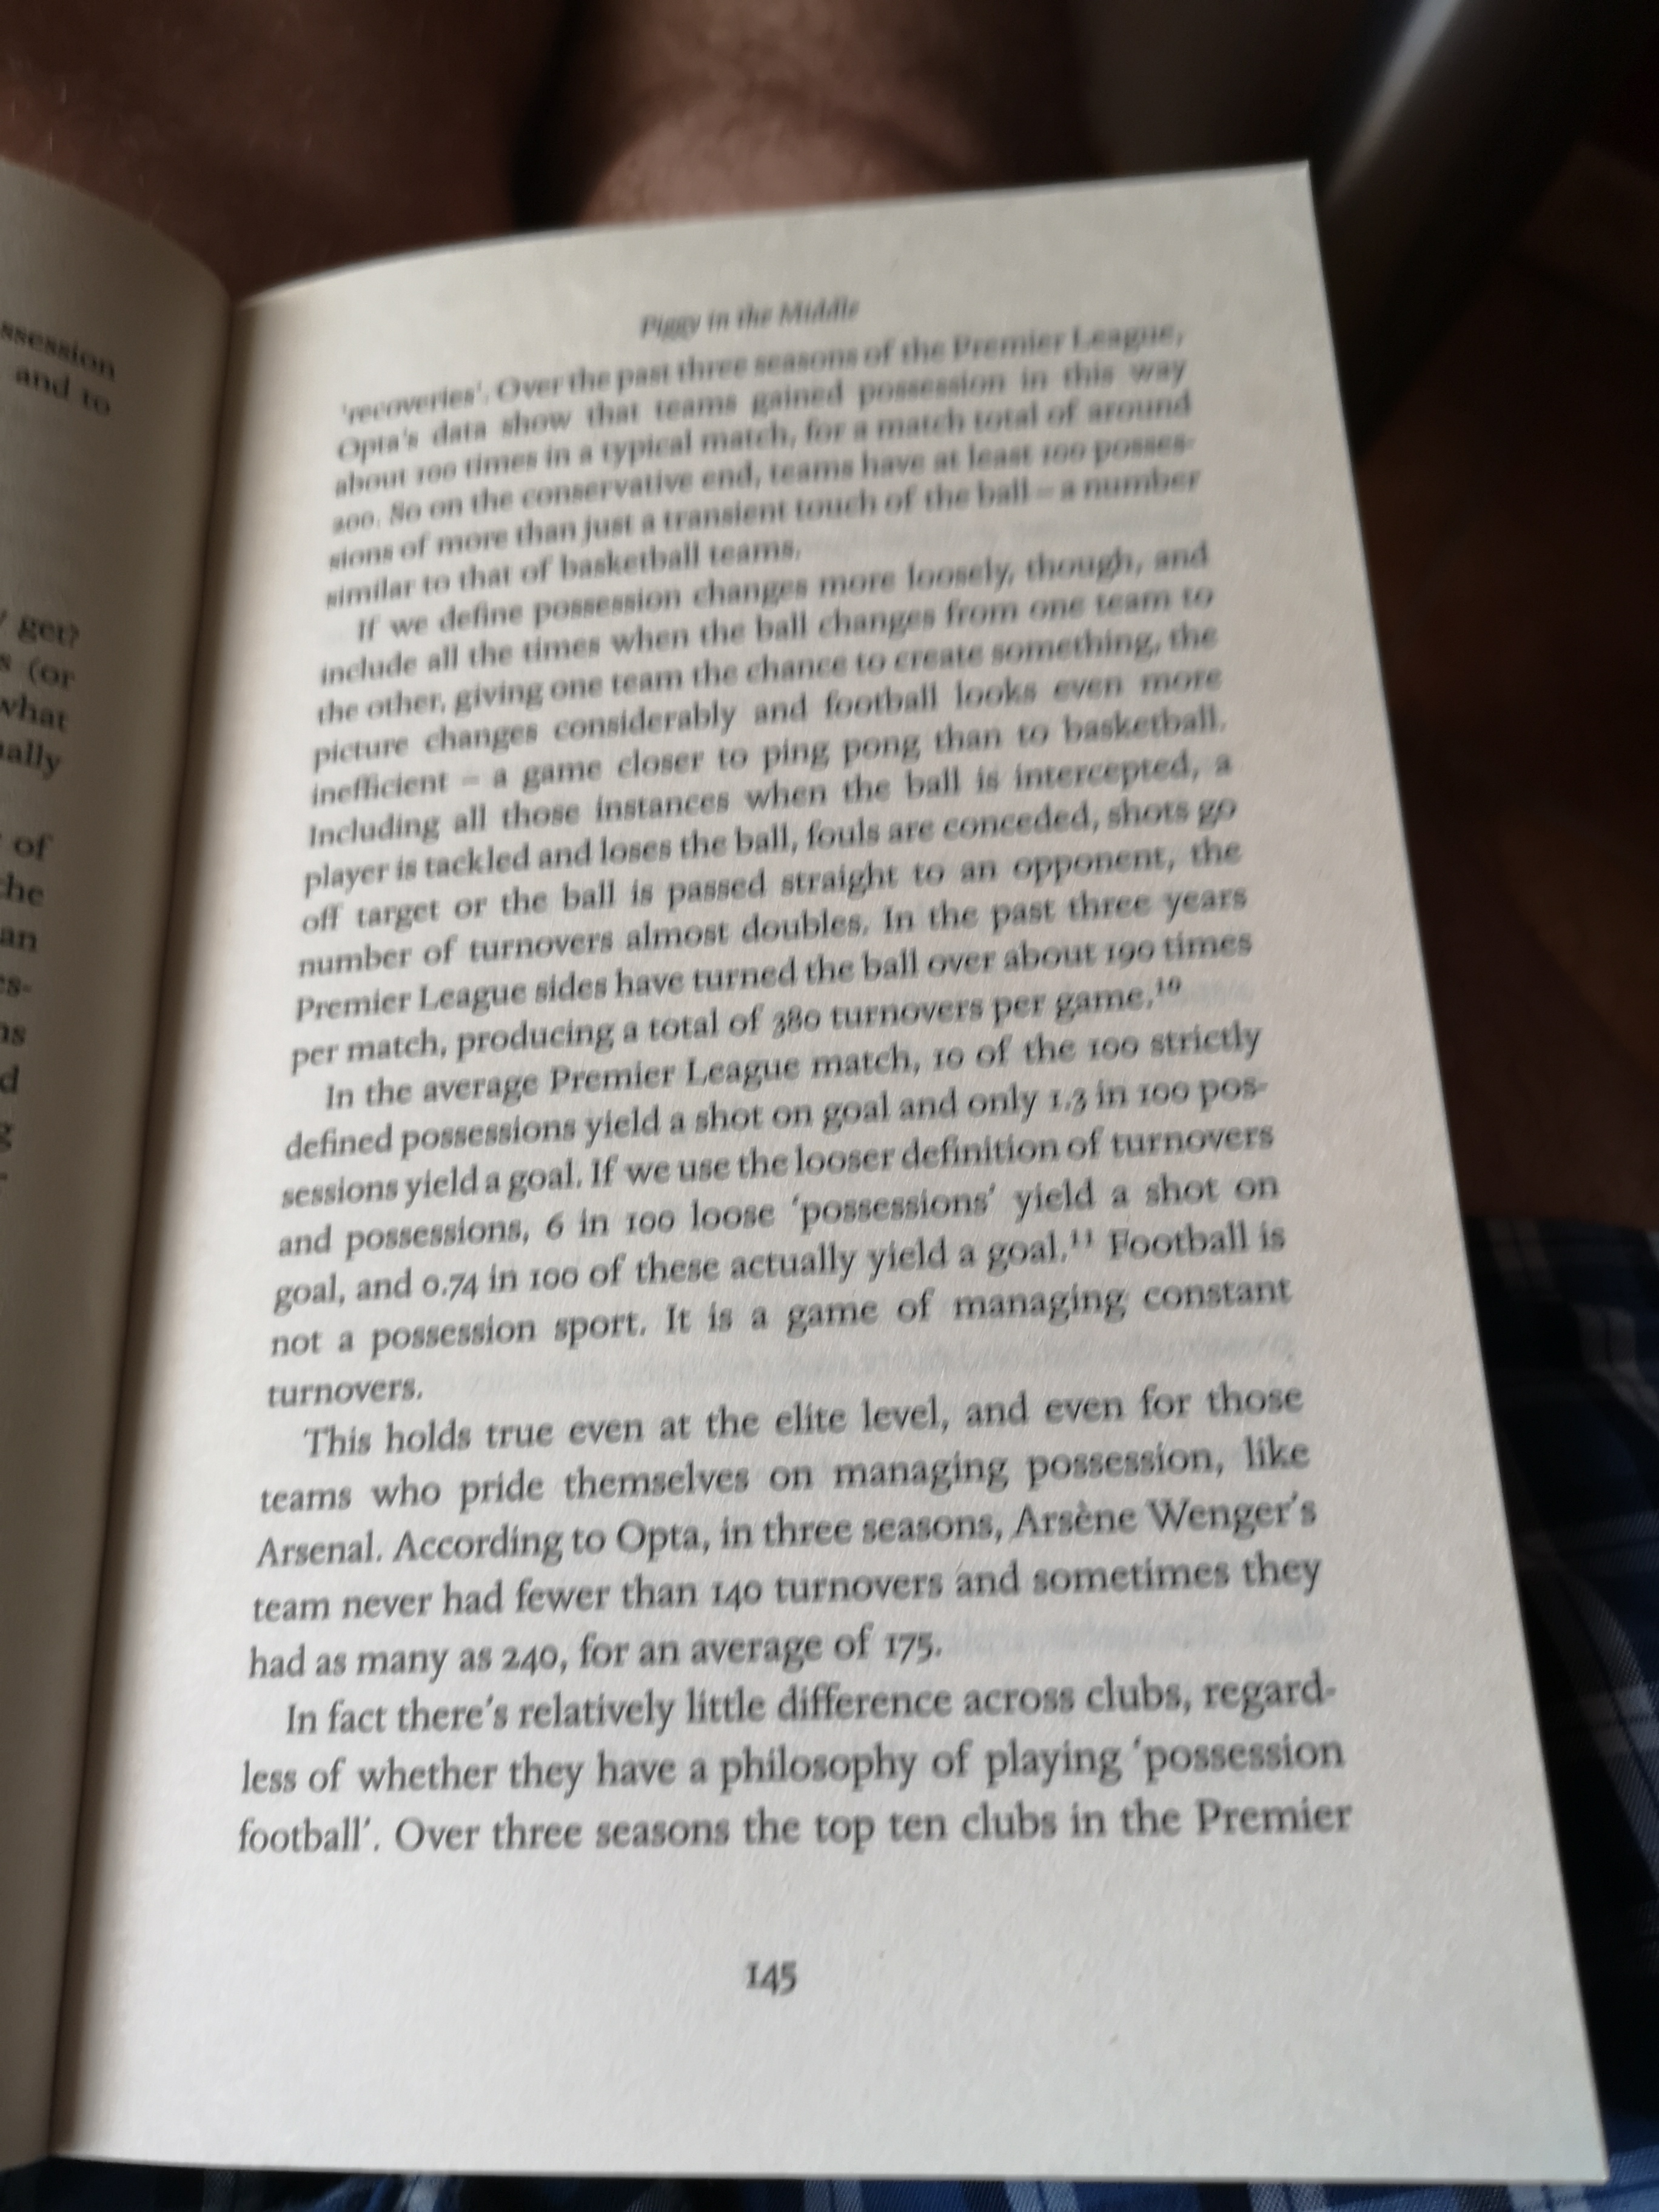 ssession
and to
get?
s (or
what
ually
of
the
an
es-
ns
d
g
Piggy in the Middle
'recoveries'. Over the past three seasons of the Premier League,
Opta's data show that teams gained possession in this way
about 100 times in a typical match, for a match total of around
200. So on the conservative end, teams have at least 100 posses-
sions of more than just a transient touch of the ball – a number
similar to that of basketball teams.
If we define possession changes more loosely, though, and
include all the times when the ball changes from one team to
the other, giving one team the chance to create something, the
picture changes considerably and football looks even more
inefficient – a game closer to ping pong than to basketball.
Including all those instances when the ball is intercepted, a
player is tackled and loses the ball, fouls are conceded, shots go
off target or the ball is passed straight to an opponent, the
number of turnovers almost doubles. In the past three years
Premier League sides have turned the ball over about 190 times
per match, producing a total of 380 turnovers per game.¹⁰
In the average Premier League match, 10 of the 100 strictly
defined possessions yield a shot on goal and only 1.3 in 100 pos-
sessions yield a goal. If we use the looser definition of turnovers
and possessions, 6 in 100 loose 'possessions' yield a shot on
goal, and 0.74 in 100 of these actually yield a goal.¹¹ Football is
not a possession sport. It is a game of managing constant
turnovers.
This holds true even at the elite level, and even for those
teams who pride themselves on managing possession, like
Arsenal. According to Opta, in three seasons, Arsène Wenger's
team never had fewer than 140 turnovers and sometimes they
had as many as 240, for an average of 175.
In fact there's relatively little difference across clubs, regard-
less of whether they have a philosophy of playing 'possession
football'. Over three seasons the top ten clubs in the Premier
145